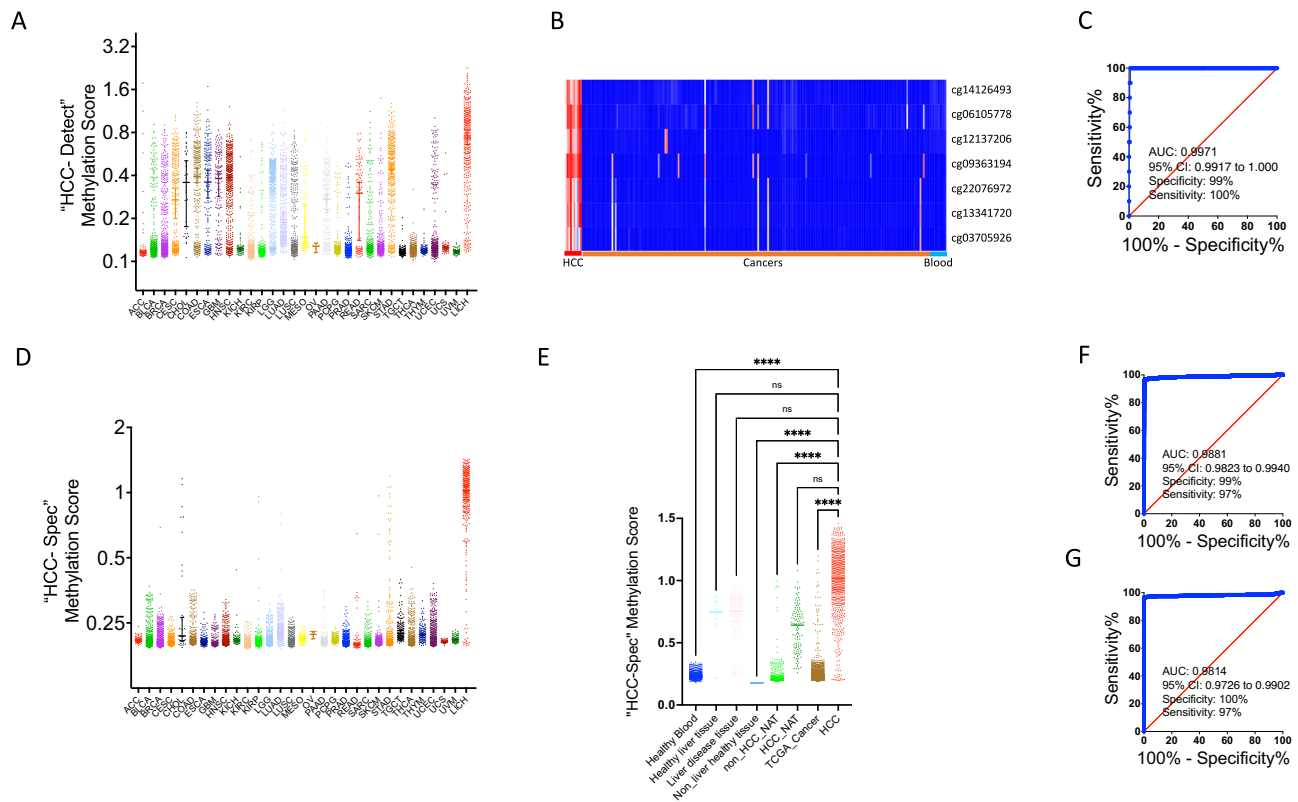 A
"HCC- Detect"
Methylation Score
3.2
1.6
0.8
0.4
0.2
0.1
ACC
BLCA
BRCA
CESC
CHOL
COAD
ESCA
GBM
HNSC
KICH
KIRC
KIRP
LGG
LUAD
LUSC
MESO
OV
PAAD
PCPG
PRAD
READ
SARC
SKCM
STAD
TGCT
THCA
THYM
UCEC
UCS
UVM
LICH
B
cg14126493
cg06105778
cg12137206
cg09363194
cg22076972
cg13341720
cg03705926
HCC
Cancers
Blood
C
Sensitivity%
100
80
60
40
20
0
AUC: 0.9971
95% CI: 0.9917 to 1.000
Specificity: 99%
Sensitivity: 100%
0 20 40 60 80 100
100% - Specificity%
D
"HCC- Spec"
Methylation Score
2
1
0.5
0.25
ACC
BLCA
BRCA
CESC
CHOL
COAD
ESCA
GBM
HNSC
KICH
KIRC
KIRP
LGG
LUAD
LUSC
MESO
OV
PAAD
PCPG
PRAD
READ
SARC
SKCM
STAD
TGCT
THCA
THYM
UCEC
UCS
UVM
LICH
E
****
ns
ns
****
****
ns
****
"HCC-Spec" Methylation Score
1.5
1.0
0.5
0.0
Healthy Blood
Healthy liver tissue
Liver disease tissue
Non_liver healthy tissue
non_HCC_NAT
HCC_NAT
TCGA_Cancer
HCC
F
Sensitivity%
100
80
60
40
20
0
AUC: 0.9881
95% CI: 0.9823 to 0.9940
Specificity: 99%
Sensitivity: 97%
0 20 40 60 80 100
100% - Specificity%
G
Sensitivity%
100
80
60
40
20
0
AUC: 0.9814
95% CI: 0.9726 to 0.9902
Specificity: 100%
Sensitivity: 97%
0 20 40 60 80 100
100% - Specificity%